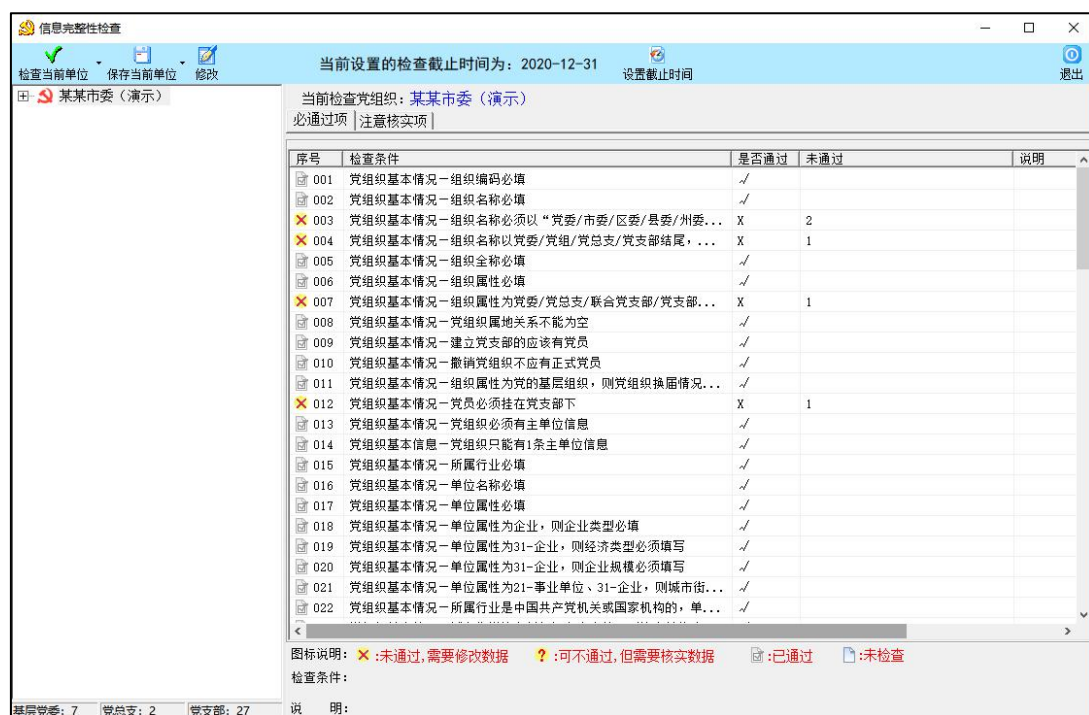 信息完整性检查
检查当前单位 保存当前单位 修改 当前设置的检查截止时间为：2020-12-31 设置截止时间 退出
某某市委（演示）
当前检查党组织：某某市委（演示）
必通过项 注意核实项
序号 检查条件 是否通过 未通过 说明
001 党组织基本情况－组织编码必填 √
002 党组织基本情况－组织名称必填 √
003 党组织基本情况－组织名称必须以“党委/市委/区委/县委/州委... X 2
004 党组织基本情况－组织名称以党委/党组/党总支/党支部结尾，... X 1
005 党组织基本情况－组织全称必填 √
006 党组织基本情况－组织属性必填 √
007 党组织基本情况－组织属性为党委/党总支/联合党支部/党支部... X 1
008 党组织基本情况－党组织属地关系不能为空 √
009 党组织基本情况－建立党支部的应该有党员 √
010 党组织基本情况－撤销党组织不应有正式党员 √
011 党组织基本情况－组织属性为党的基层组织，则党组织换届情况... √
012 党组织基本情况－党员必须挂在党支部下 X 1
013 党组织基本情况－党组织必须有主单位信息 √
014 党组织基本信息－党组织只能有1条主单位信息 √
015 党组织基本情况－所属行业必填 √
016 党组织基本情况－单位名称必填 √
017 党组织基本情况－单位属性必填 √
018 党组织基本情况－单位属性为企业，则企业类型必填 √
019 党组织基本情况－单位属性为31-企业，则经济类型必须填写 √
020 党组织基本情况－单位属性为31-企业，则企业规模必须填写 √
021 党组织基本情况－单位属性为21-事业单位、31-企业，则城市街... √
022 党组织基本情况－所属行业是中国共产党机关或国家机构的，单... √
图标说明： :未通过,需要修改数据 ? :可不通过,但需要核实数据 :已通过 :未检查
检查条件：
说 明：
基层党委：7 党总支：2 党支部：27